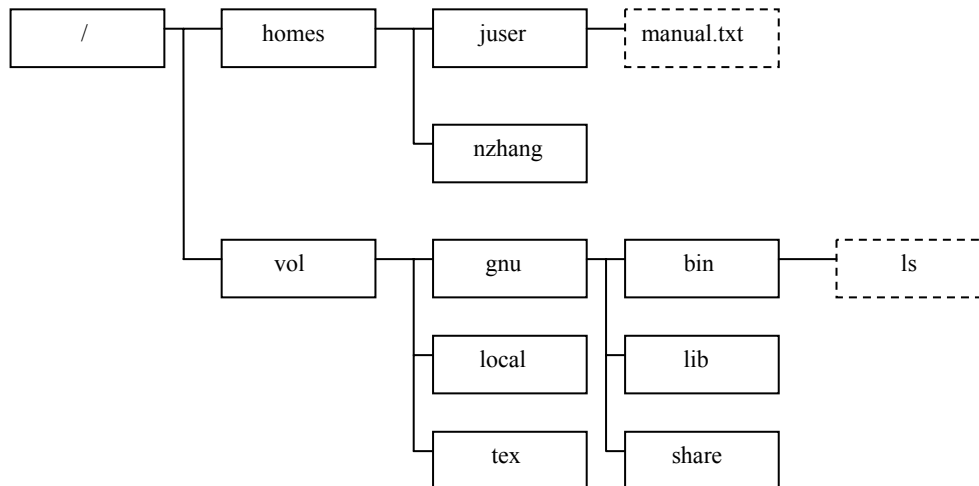 / homes juser manual.txt
nzhang
vol gnu bin ls
local lib
tex share